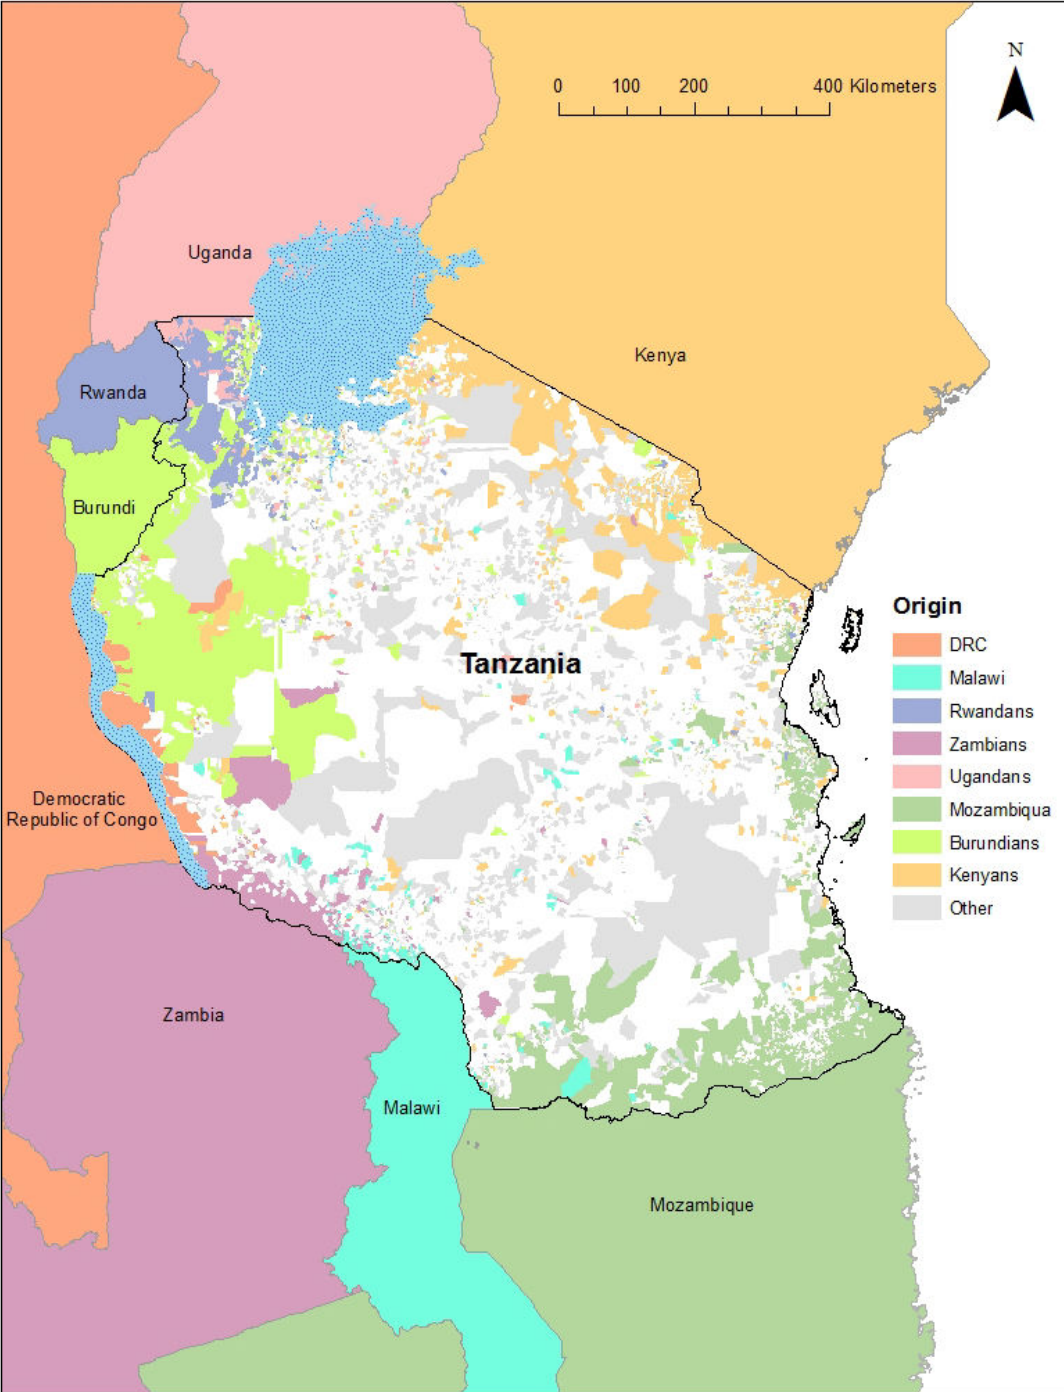 N
0 100 200 400 Kilometers
Uganda
Kenya
Rwanda
Burundi
Origin
DRC
Tanzania
Malawi
Rwandans
Zambians
Ugandans
Democratic
Republic of Congo
Mozambiqua
Burundians
Kenyans
Other
Zambia
Malawi
Mozambique